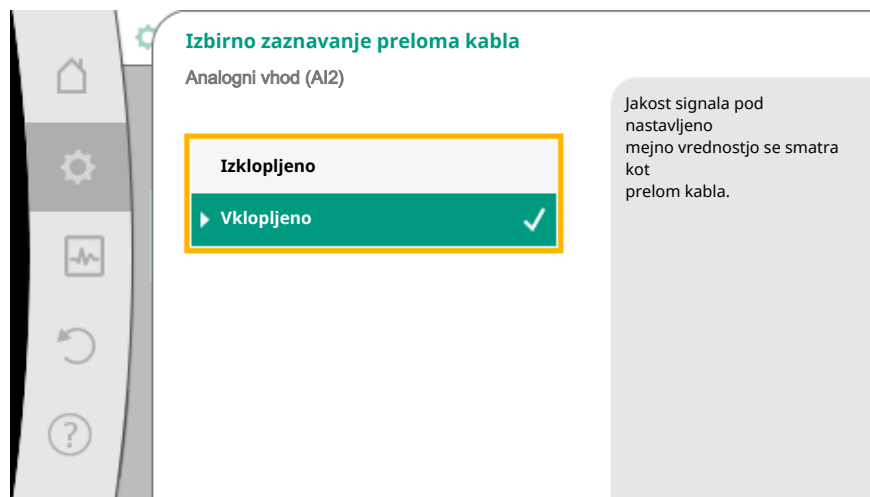 Izbirno zaznavanje preloma kabla
Analogni vhod (AI2)
Izklopljeno
Vklopljeno
Jakost signala pod
nastavljeno
mejno vrednostjo se smatra
kot
prelom kabla.
?